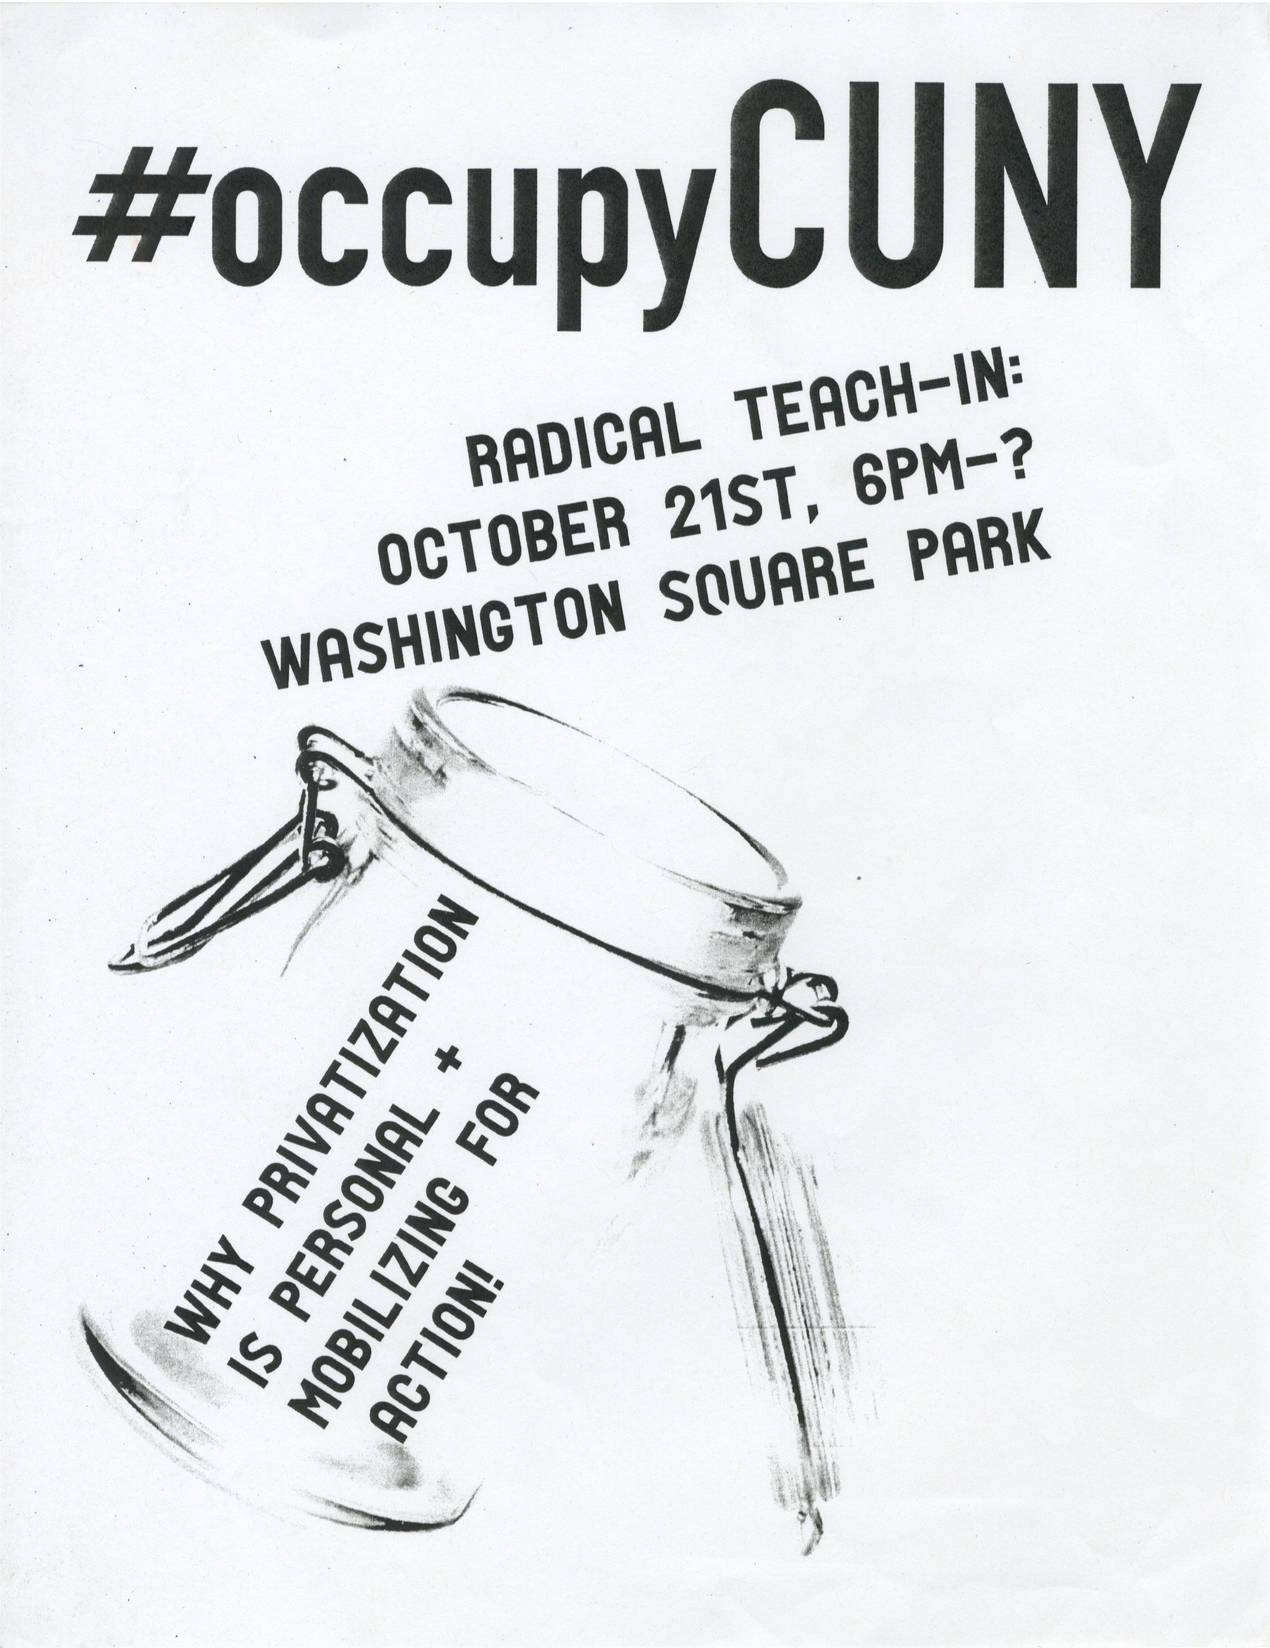 #occupyCUNY
RADICAL TEACH-IN:
OCTOBER 21ST, 6PM-?
WASHINGTON SQUARE PARK
WHY PRIVATIZATION
IS PERSONAL +
MOBILIZING FOR
ACTION!